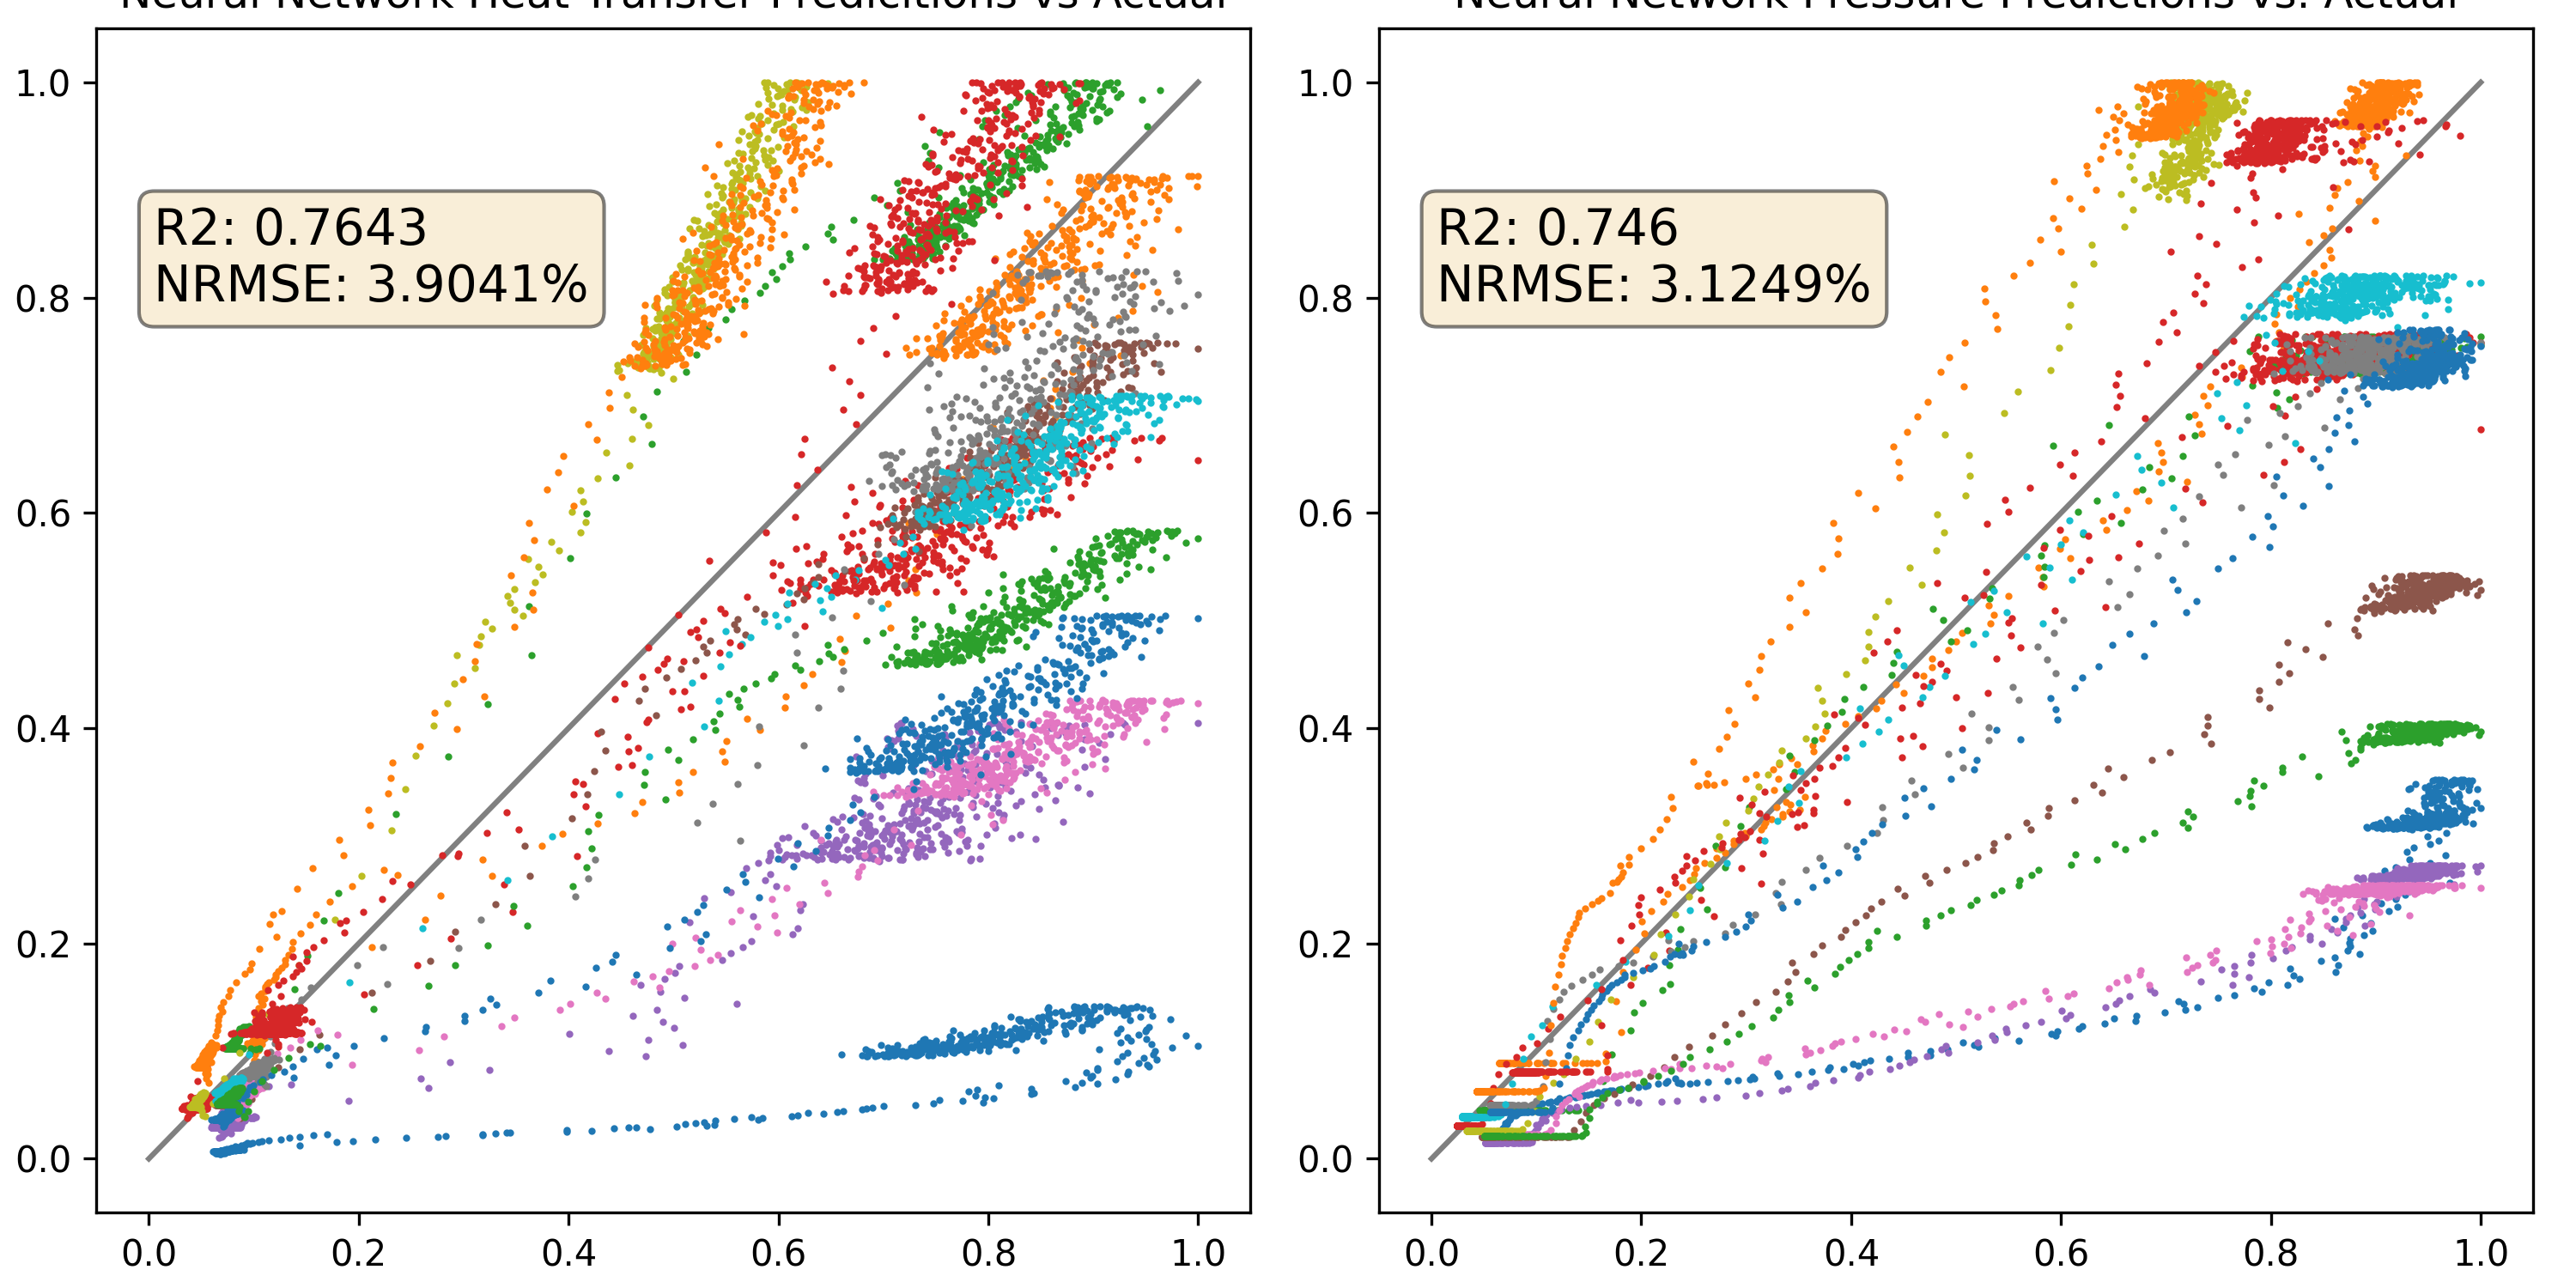 Neural Network Heat Transfer Predicitions vs Actual
1.0
0.8
0.6
0.4
0.2
0.0
R2: 0.7643
NRMSE: 3.9041%
0.0 0.2 0.4 0.6 0.8 1.0
Neural Network Pressure Predictions vs. Actual
1.0
0.8
0.6
0.4
0.2
0.0
R2: 0.746
NRMSE: 3.1249%
0.0 0.2 0.4 0.6 0.8 1.0